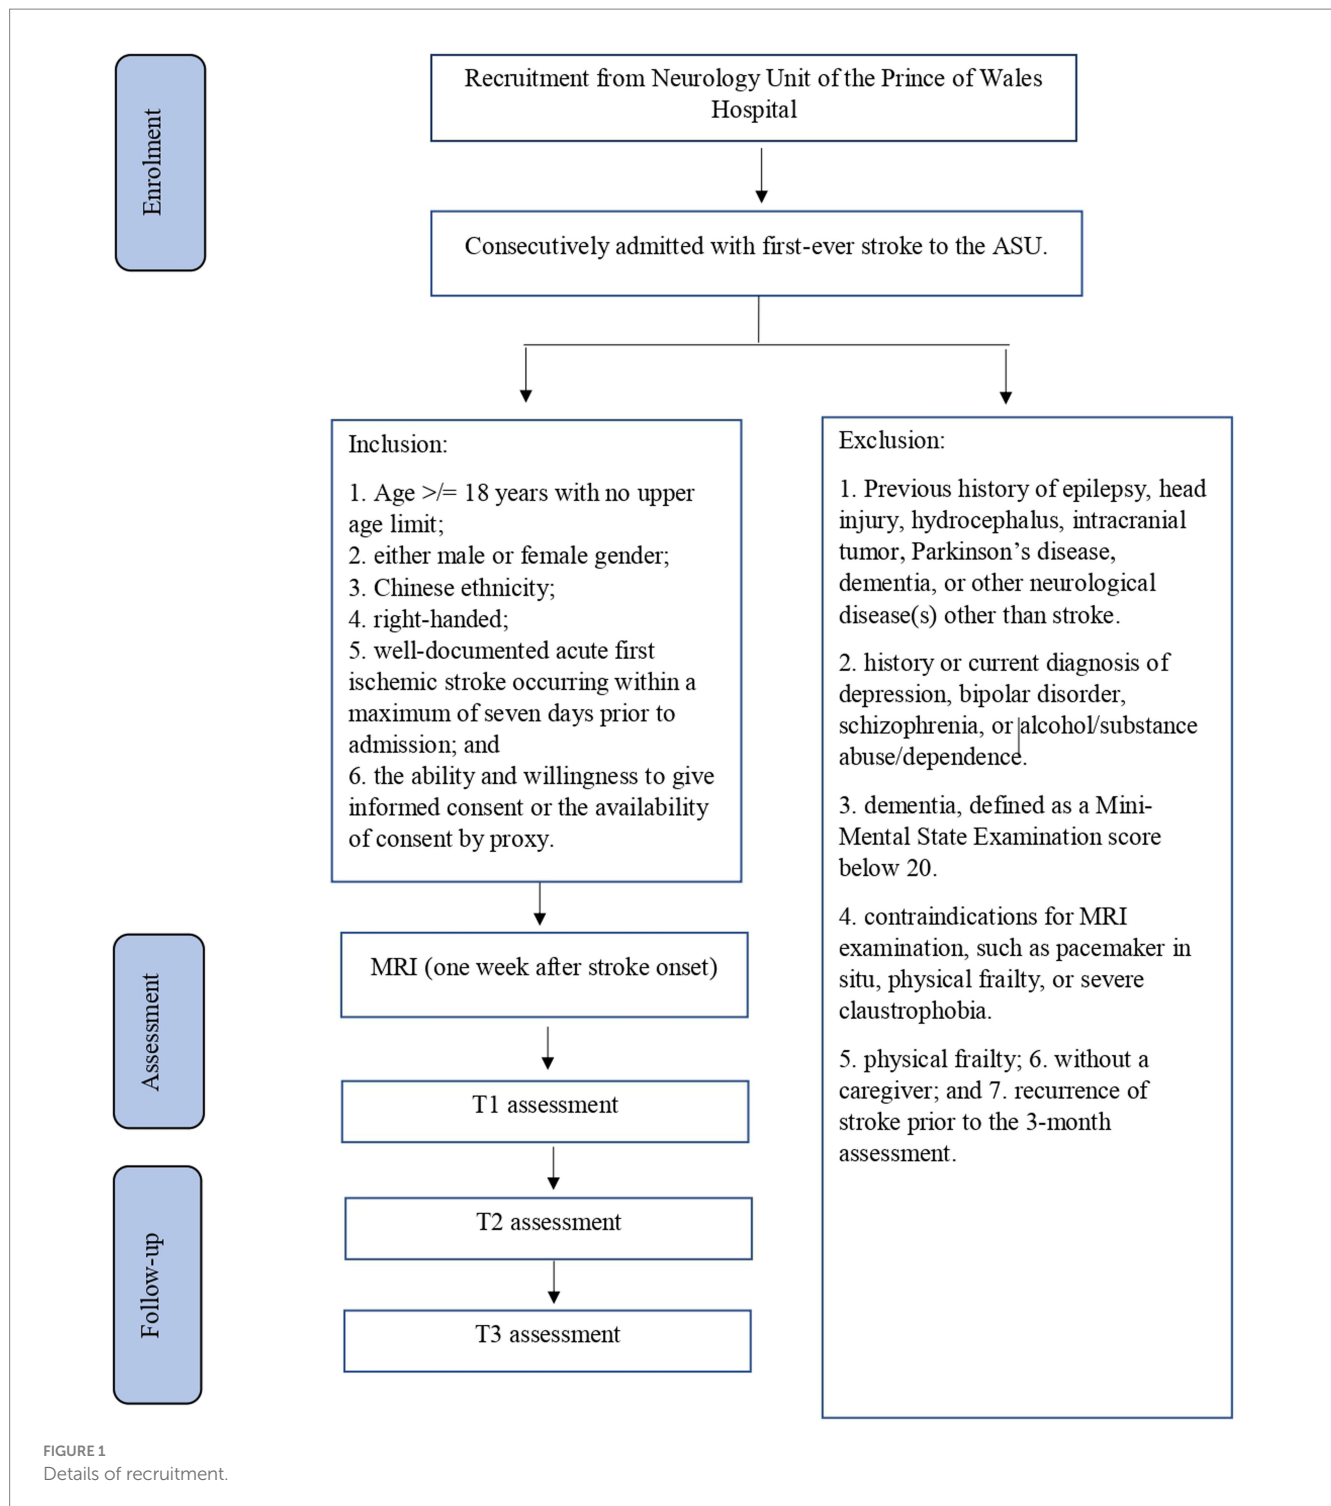 Enrolment
Recruitment from Neurology Unit of the Prince of Wales
Hospital
Consecutively admitted with first-ever stroke to the ASU.
Inclusion:
1. Age >/= 18 years with no upper
age limit;
2. either male or female gender;
3. Chinese ethnicity;
4. right-handed;
5. well-documented acute first
ischemic stroke occurring within a
maximum of seven days prior to
admission; and
6. the ability and willingness to give
informed consent or the availability
of consent by proxy.
Exclusion:
1. Previous history of epilepsy, head
injury, hydrocephalus, intracranial
tumor, Parkinson’s disease,
dementia, or other neurological
disease(s) other than stroke.
2. history or current diagnosis of
depression, bipolar disorder,
schizophrenia, or alcohol/substance
abuse/dependence.
3. dementia, defined as a Mini-
Mental State Examination score
below 20.
4. contraindications for MRI
examination, such as pacemaker in
situ, physical frailty, or severe
claustrophobia.
5. physical frailty; 6. without a
caregiver; and 7. recurrence of
stroke prior to the 3-month
assessment.
Assessment
MRI (one week after stroke onset)
T1 assessment
Follow-up
T2 assessment
T3 assessment
FIGURE 1
Details of recruitment.